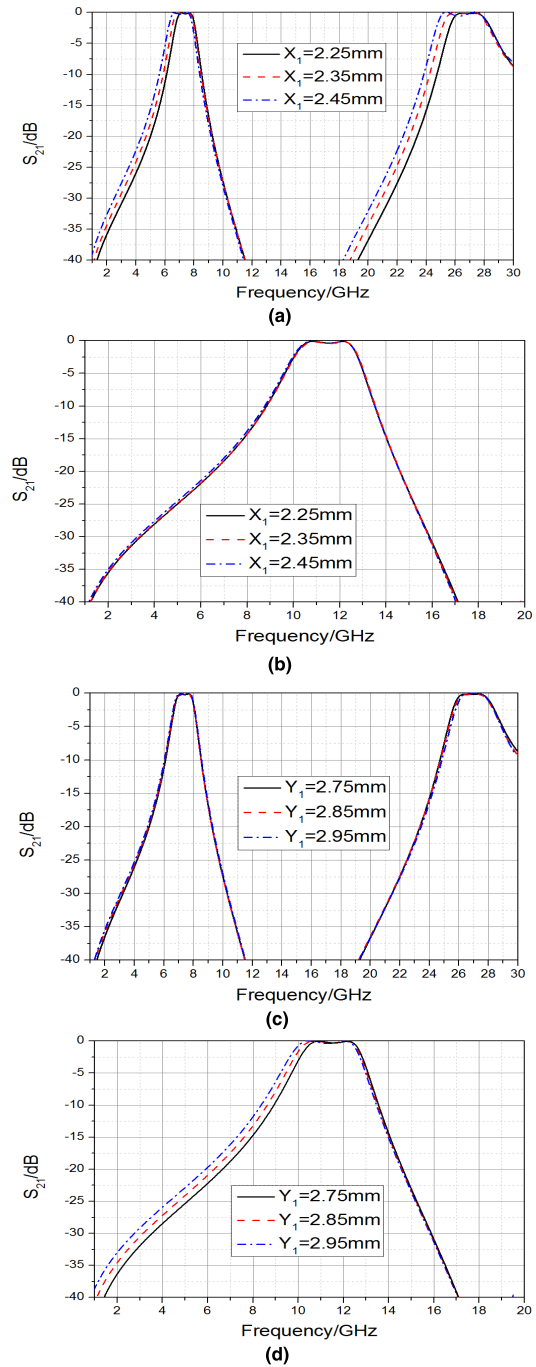 0
-5
-10
-15
-20
-25
-30
-35
-40
S21/dB
X1=2.25mm
X1=2.35mm
X1=2.45mm
2 4 6 8 10 12 14 16 18 20 22 24 26 28 30
Frequency/GHz
(a)
0
-5
-10
-15
-20
-25
-30
-35
-40
S21/dB
X1=2.25mm
X1=2.35mm
X1=2.45mm
2 4 6 8 10 12 14 16 18 20
Frequency/GHz
(b)
0
-5
-10
-15
-20
-25
-30
-35
-40
S21/dB
Y1=2.75mm
Y1=2.85mm
Y1=2.95mm
2 4 6 8 10 12 14 16 18 20 22 24 26 28 30
Frequency/GHz
(c)
0
-5
-10
-15
-20
-25
-30
-35
-40
S21/dB
Y1=2.75mm
Y1=2.85mm
Y1=2.95mm
2 4 6 8 10 12 14 16 18 20
Frequency/GHz
(d)